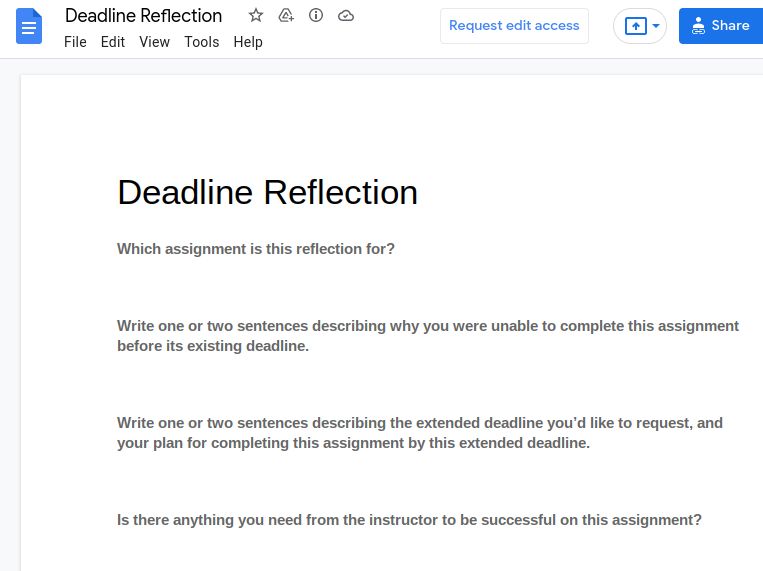 Deadline Reflection
Request edit access
Share
File Edit View Tools Help
Deadline Reflection
Which assignment is this reflection for?
Write one or two sentences describing why you were unable to complete this assignment
before its existing deadline.
Write one or two sentences describing the extended deadline you’d like to request, and
your plan for completing this assignment by this extended deadline.
Is there anything you need from the instructor to be successful on this assignment?